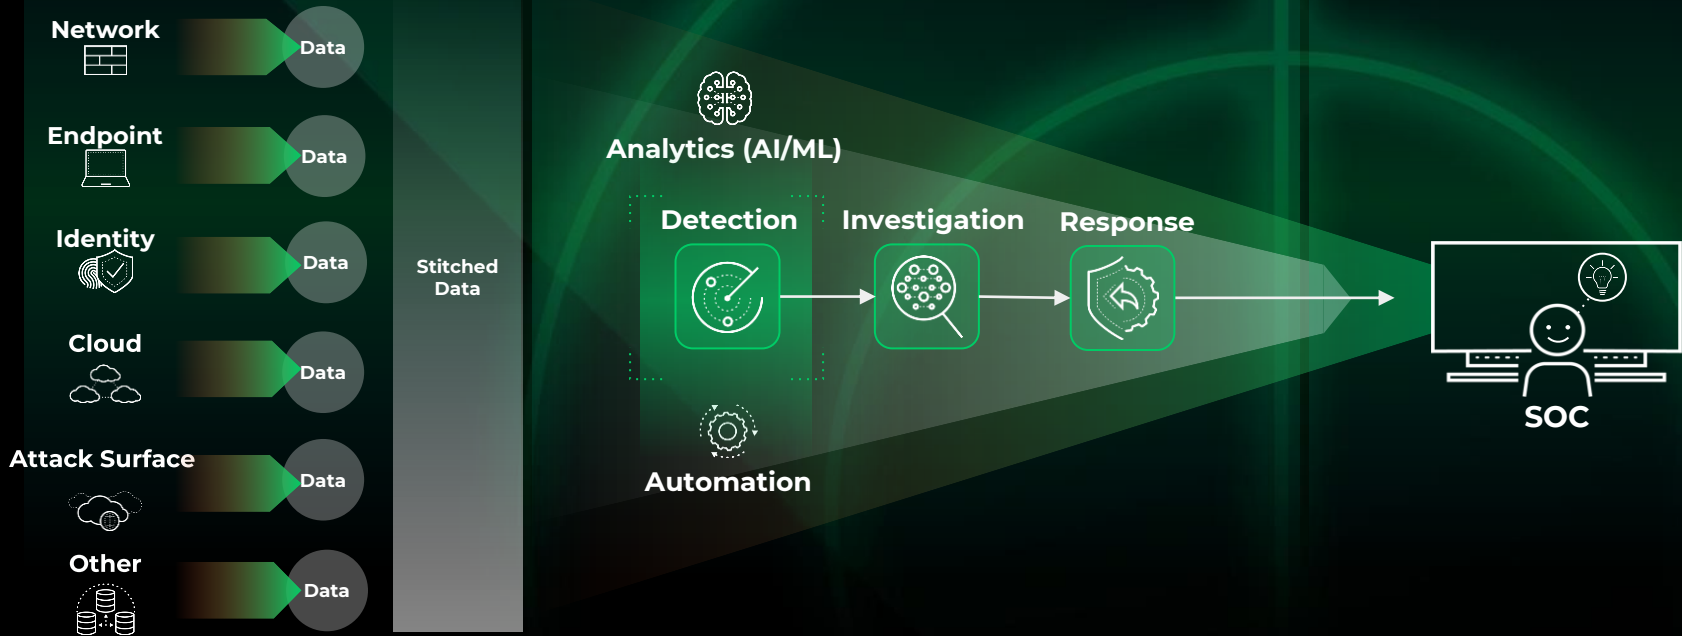 Network
Data
Endpoint
Data
Identity
Data
Cloud
Data
Attack Surface
Data
Other
Data
Stitched
Data
Analytics (AI/ML)
Detection
Investigation
Response
Automation
SOC